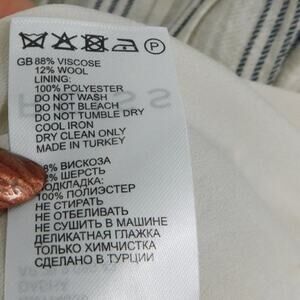 P
GB 88% VISCOSE
12% WOOL
LINING:
100% POLYESTER
DO NOT WASH
DO NOT BLEACH
DO NOT TUMBLE DRY
COOL IRON
DRY CLEAN ONLY
MADE IN TURKEY
8% ВИСКОЗА
2% ШЕРСТЬ
ПОДКЛАДКА:
100% ПОЛИЭСТЕР
НЕ СТИРАТЬ
НЕ ОТБЕЛИВАТЬ
НЕ СУШИТЬ В МАШИНЕ
ДЕЛИКАТНАЯ ГЛАЖКА
ТОЛЬКО ХИМЧИСТКА
СДЕЛАНО В ТУРЦИИ